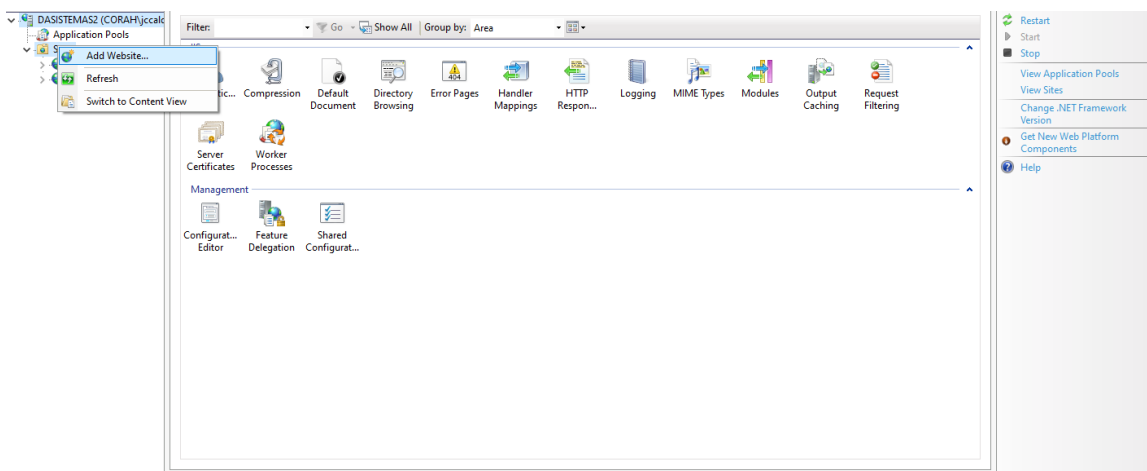 DASISTEMAS2 (CORAH\jccalc
Application Pools
S
Add Website...
Refresh
Switch to Content View
Filter:
Go
Show All
Group by:
Area
IIS
tic...
Compression
Default
Document
Directory
Browsing
Error Pages
404
Handler
Mappings
HTTP
Respon...
Logging
MIME Types
Modules
Output
Caching
Request
Filtering
Server
Certificates
Worker
Processes
Management
Configurat...
Editor
Feature
Delegation
Shared
Configurat...
Restart
Start
Stop
View Application Pools
View Sites
Change .NET Framework
Version
Get New Web Platform
Components
Help